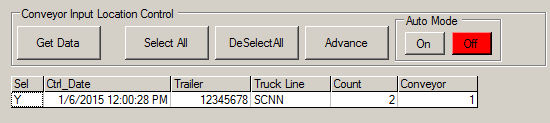 Conveyor Input Location Control
Auto Mode
Get Data Select All DeSelectAll Advance On Off
Sel Ctrl_Date Trailer Truck Line Count Conveyor
Y 1/6/2015 12:00:28 PM 12345678 SCNN 2 1